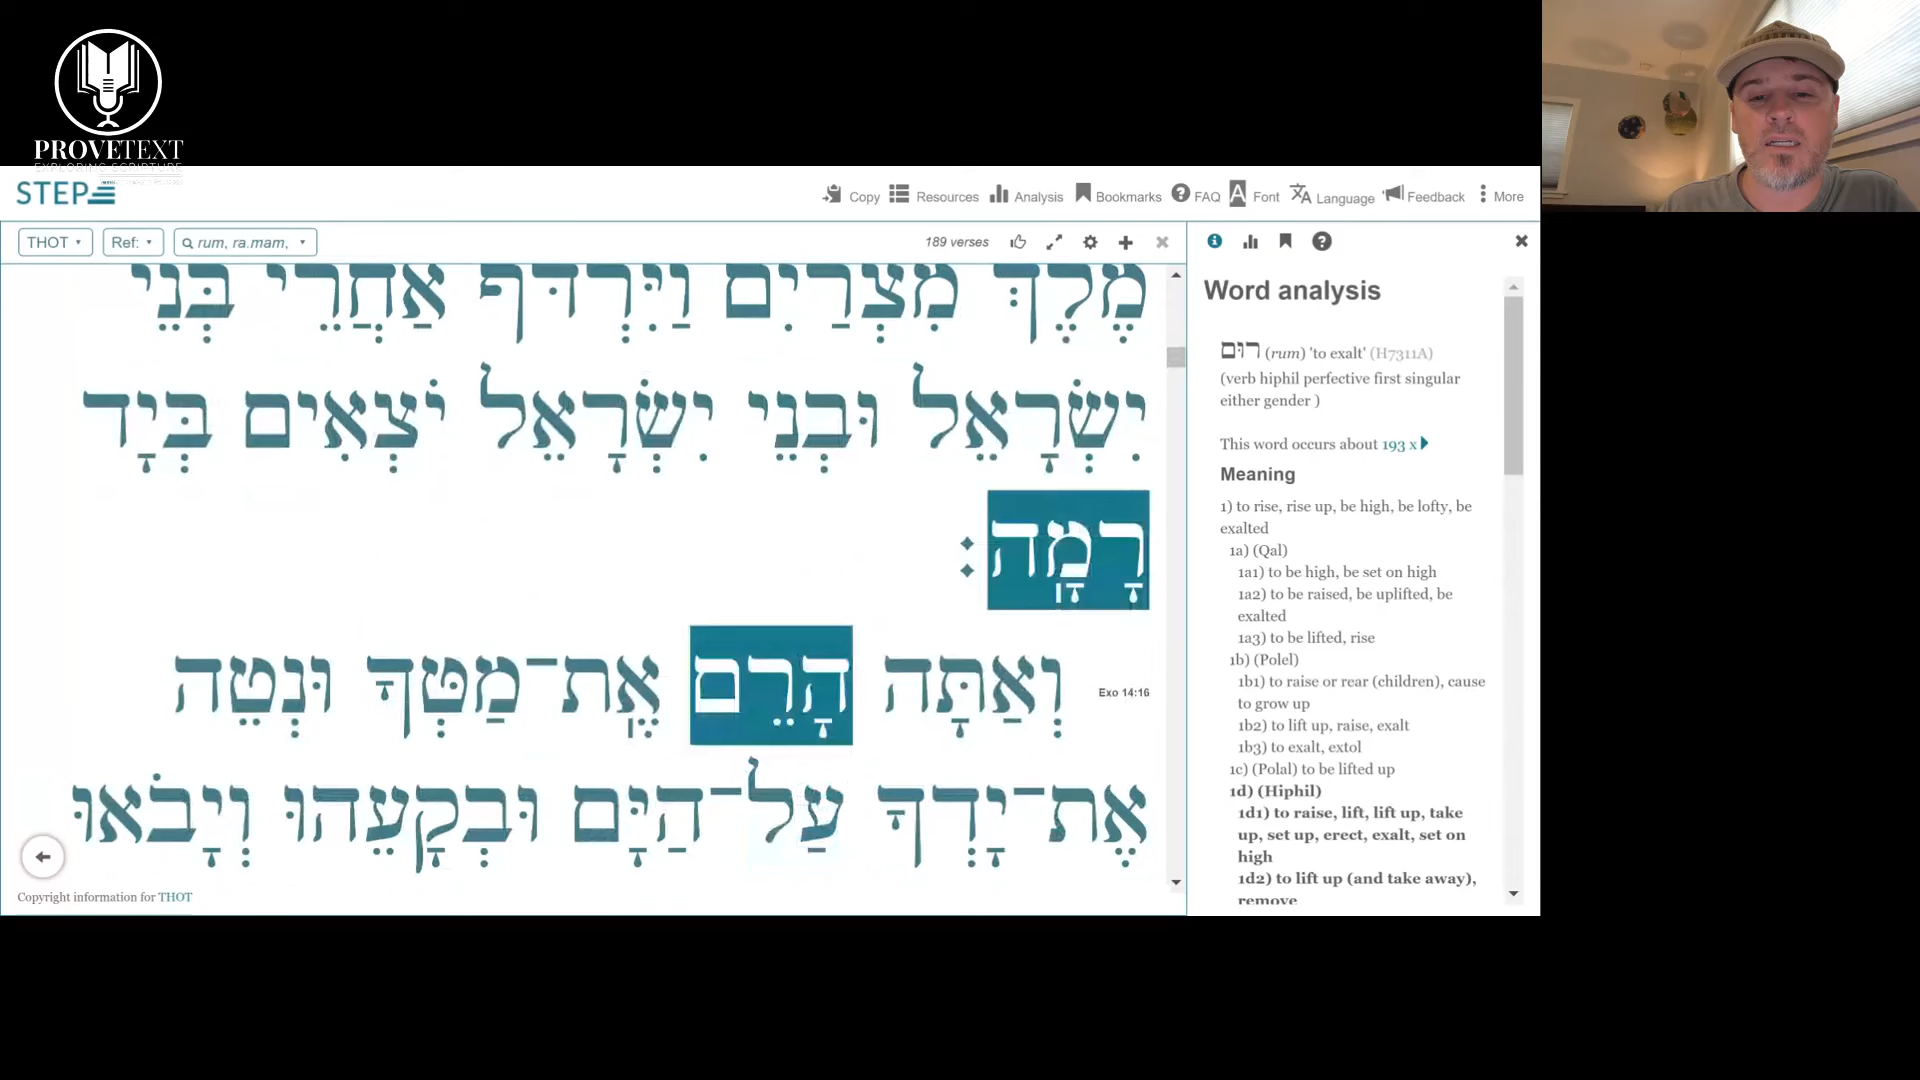 PROVETEXT
EXPLORING SCRIPTURE
STEP
Copy
Resources
Analysis
Bookmarks
FAQ
A Font
Language
Feedback
More
THOT
Ref:
rum, ra.mam,
189 verses
מֶלֶךְ מִצְרַיִם וַיִּרְדֹּף אַחֲרֵי בְּנֵי
יִשְׂרָאֵל וּבְנֵי יִשְׂרָאֵל יֹצְאִים בְּיָד
רָמָֽה׃
Exo 14:16
וְאַתָּה הָרֵם אֶֽת־מַטְּךָ וּנְטֵה
אֶת־יָדְךָ עַל־הַיָּם וּבְקָעֵהוּ וְיָבֹאוּ
Copyright information for THOT
Word analysis
רוּם (rum) 'to exalt' (H7311A)
(verb hiphil perfective first singular
either gender )
This word occurs about 193 x
Meaning
1) to rise, rise up, be high, be lofty, be
exalted
1a) (Qal)
1a1) to be high, be set on high
1a2) to be raised, be uplifted, be
exalted
1a3) to be lifted, rise
1b) (Polel)
1b1) to raise or rear (children), cause
to grow up
1b2) to lift up, raise, exalt
1b3) to exalt, extol
1c) (Polal) to be lifted up
1d) (Hiphil)
1d1) to raise, lift, lift up, take
up, set up, erect, exalt, set on
high
1d2) to lift up (and take away),
remove